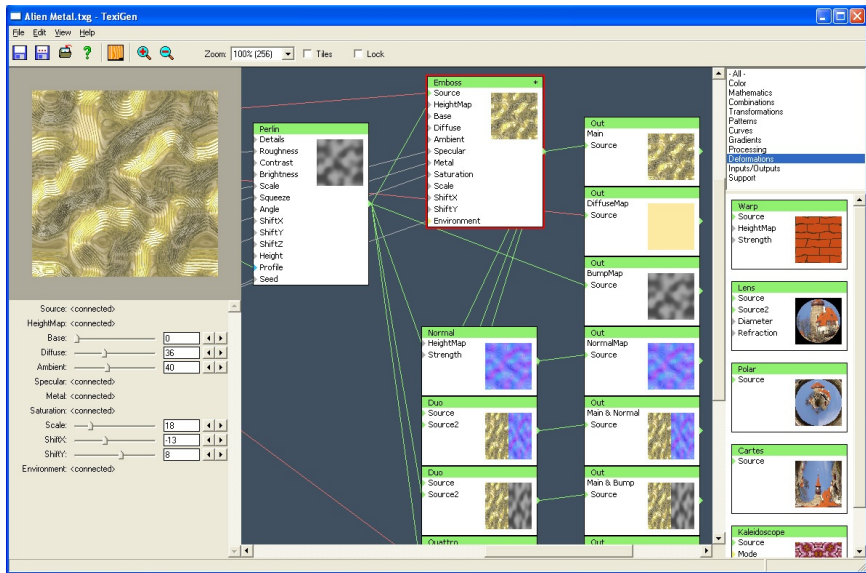 Alien Metal.txg - TexiGen
File Edit View Help
Zoom: 100% (256) Tiles Lock
Source: <connected>
HeightMap: <connected>
Base: 0
Diffuse: 36
Ambient: 40
Specular: <connected>
Metal: <connected>
Saturation: <connected>
Scale: 18
ShiftX: -13
ShiftY: 8
Environment: <connected>
Perlin
Details
Roughness
Contrast
Brightness
Scale
Squeeze
Angle
ShiftX
ShiftY
ShiftZ
Height
Profile
Seed
Emboss +
Source
HeightMap
Base
Diffuse
Ambient
Specular
Metal
Saturation
Scale
ShiftX
ShiftY
Environment
Normal
HeightMap
Strength
Duo
Source
Source2
Duo
Source
Source2
Quattro
Out
Main
Source
Out
DiffuseMap
Source
Out
BumpMap
Source
Out
NormalMap
Source
Out
Main & Normal
Source
Out
Main & Bump
Source
Out
- All -
Color
Mathematics
Combinations
Transformations
Patterns
Curves
Gradients
Processing
Deformations
Inputs/Outputs
Support
Warp
Source
HeightMap
Strength
Lens
Source
Source2
Diameter
Refraction
Polar
Source
Cartes
Source
Kaleidoscope
Source
Mode